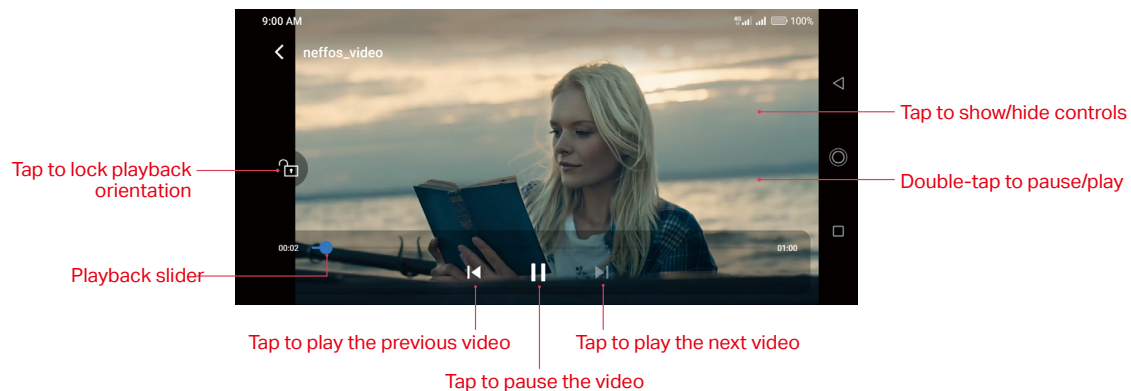 9:00 AM 4G 100%
neffos_video
Tap to show/hide controls
Tap to lock playback
orientation
Double-tap to pause/play
00:02 01:00
Playback slider
Tap to play the previous video Tap to play the next video
Tap to pause the video